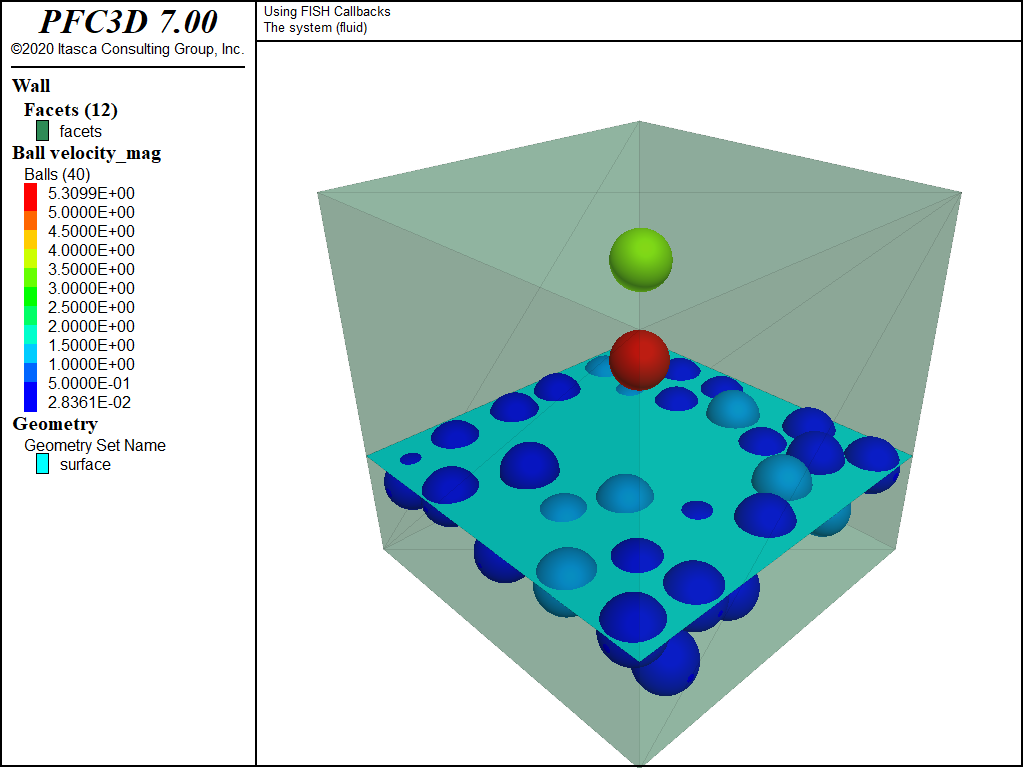 PFC3D 7.00
©2020 Itasca Consulting Group, Inc.
Wall
Facets (12)
facets
Ball velocity_mag
Balls (40)
5.3099E+00
5.0000E+00
4.5000E+00
4.0000E+00
3.5000E+00
3.0000E+00
2.5000E+00
2.0000E+00
1.5000E+00
1.0000E+00
5.0000E-01
2.8361E-02
Geometry
Geometry Set Name
surface
Using FISH Callbacks
The system (fluid)